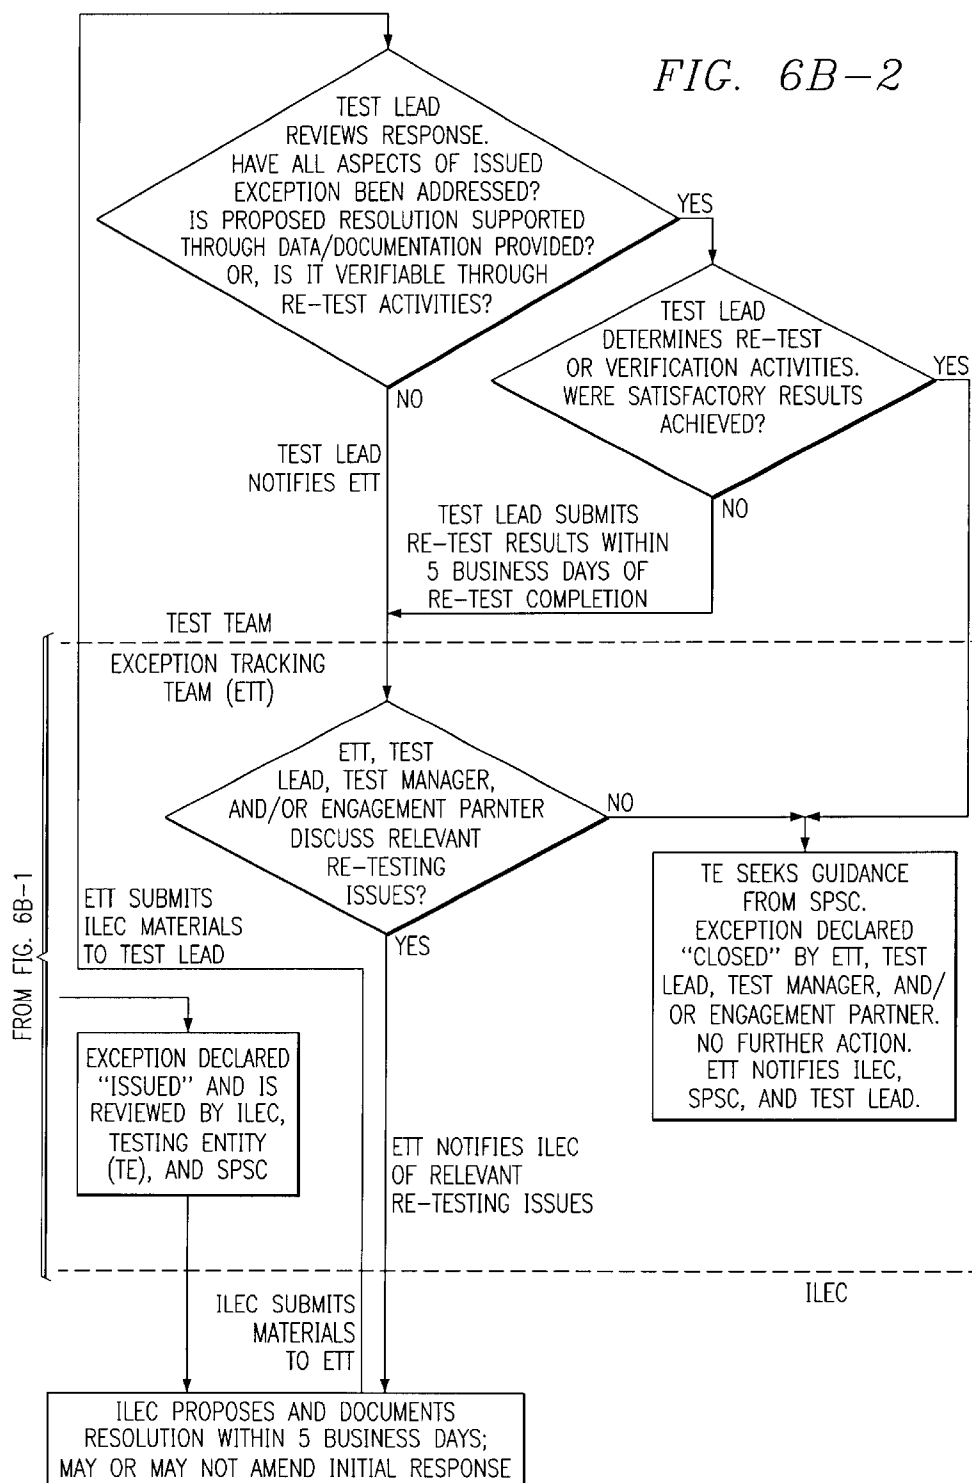 FIG. 6B-2
TEST LEAD
REVIEWS RESPONSE.
HAVE ALL ASPECTS OF ISSUED
EXCEPTION BEEN ADDRESSED?
IS PROPOSED RESOLUTION SUPPORTED
THROUGH DATA/DOCUMENTATION PROVIDED?
OR, IS IT VERIFIABLE THROUGH
RE-TEST ACTIVITIES?
YES
NO
TEST LEAD
DETERMINES RE-TEST
OR VERIFICATION ACTIVITIES.
WERE SATISFACTORY RESULTS
ACHIEVED?
YES
NO
TEST LEAD
NOTIFIES ETT
TEST LEAD SUBMITS
RE-TEST RESULTS WITHIN
5 BUSINESS DAYS OF
RE-TEST COMPLETION
TEST TEAM
EXCEPTION TRACKING
TEAM (ETT)
ETT, TEST
LEAD, TEST MANAGER,
AND/OR ENGAGEMENT PARNTER
DISCUSS RELEVANT
RE-TESTING
ISSUES?
NO
YES
TE SEEKS GUIDANCE
FROM SPSC.
EXCEPTION DECLARED
"CLOSED" BY ETT, TEST
LEAD, TEST MANAGER, AND/
OR ENGAGEMENT PARTNER.
NO FURTHER ACTION.
ETT NOTIFIES ILEC,
SPSC, AND TEST LEAD.
ETT SUBMITS
ILEC MATERIALS
TO TEST LEAD
FROM FIG. 6B-1
EXCEPTION DECLARED
"ISSUED" AND IS
REVIEWED BY ILEC,
TESTING ENTITY
(TE), AND SPSC
ETT NOTIFIES ILEC
OF RELEVANT
RE-TESTING ISSUES
ILEC
ILEC SUBMITS
MATERIALS
TO ETT
ILEC PROPOSES AND DOCUMENTS
RESOLUTION WITHIN 5 BUSINESS DAYS;
MAY OR MAY NOT AMEND INITIAL RESPONSE